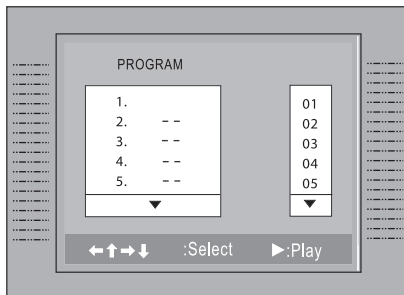 PROGRAM
1.
2. – –
3. – –
4. – –
5. – –
01
02
03
04
05
:Select :Play